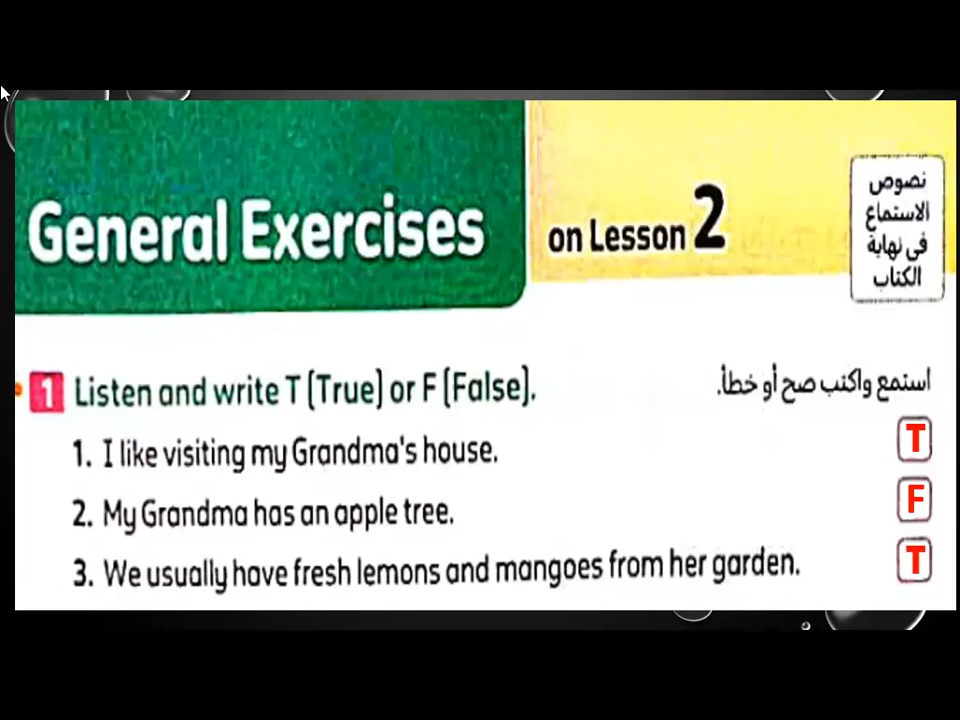 General Exercises on Lesson 2
نصوص
الاستماع
فى نهاية
الكتاب
1 Listen and write T (True) or F (False). استمع واكتب صح أو خطأ.
1. I like visiting my Grandma's house. T
2. My Grandma has an apple tree. F
3. We usually have fresh lemons and mangoes from her garden. T